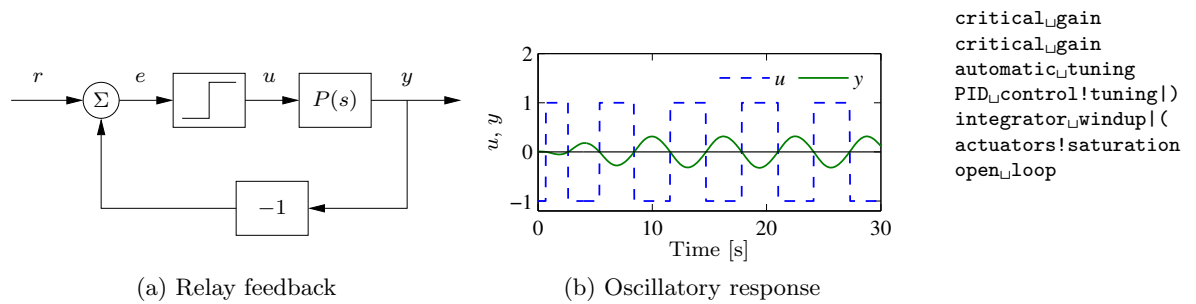 r
e
u
y
Σ
P(s)
−1
(a) Relay feedback
u y
2
1
0
−1
u, y
0 10 20 30
Time [s]
(b) Oscillatory response
critical␣gain
critical␣gain
automatic␣tuning
PID␣control!tuning|)
integrator␣windup|(
actuators!saturation
open␣loop